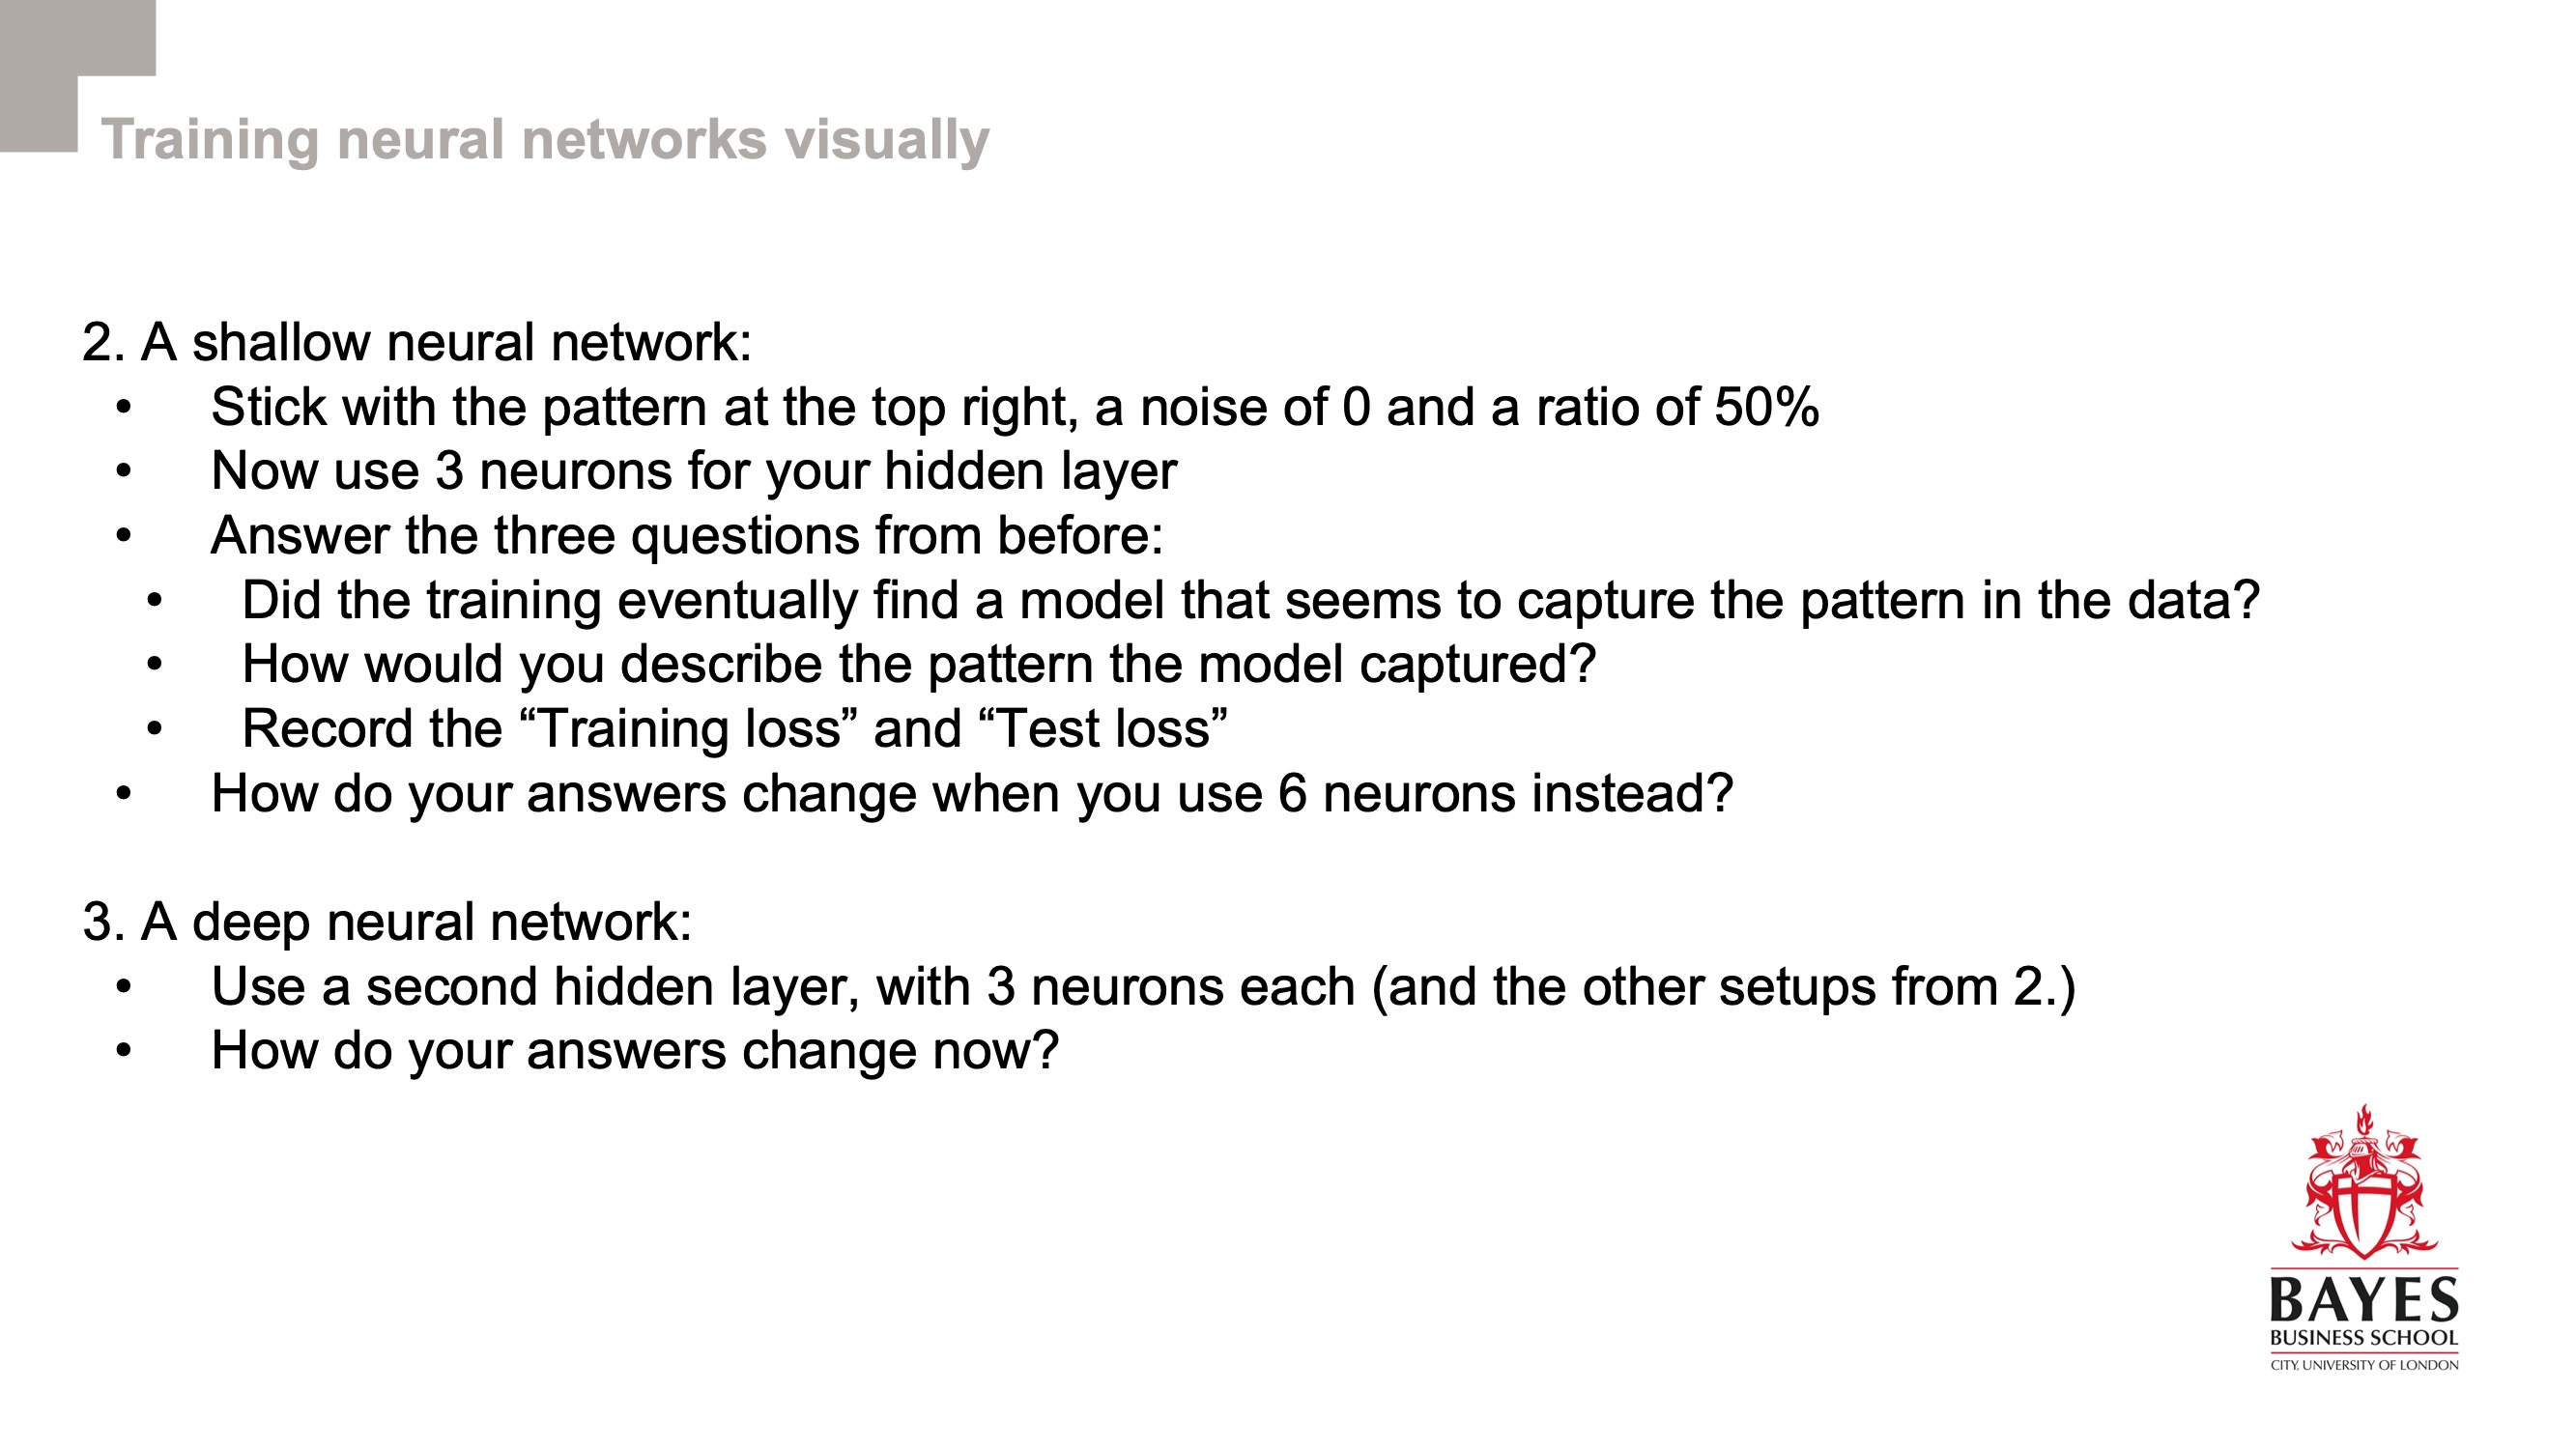 Training neural networks visually
2. A shallow neural network:
• Stick with the pattern at the top right, a noise of 0 and a ratio of 50%
• Now use 3 neurons for your hidden layer
• Answer the three questions from before:
• Did the training eventually find a model that seems to capture the pattern in the data?
• How would you describe the pattern the model captured?
• Record the “Training loss” and “Test loss”
• How do your answers change when you use 6 neurons instead?
3. A deep neural network:
• Use a second hidden layer, with 3 neurons each (and the other setups from 2.)
• How do your answers change now?
BAYES
BUSINESS SCHOOL
CITY, UNIVERSITY OF LONDON